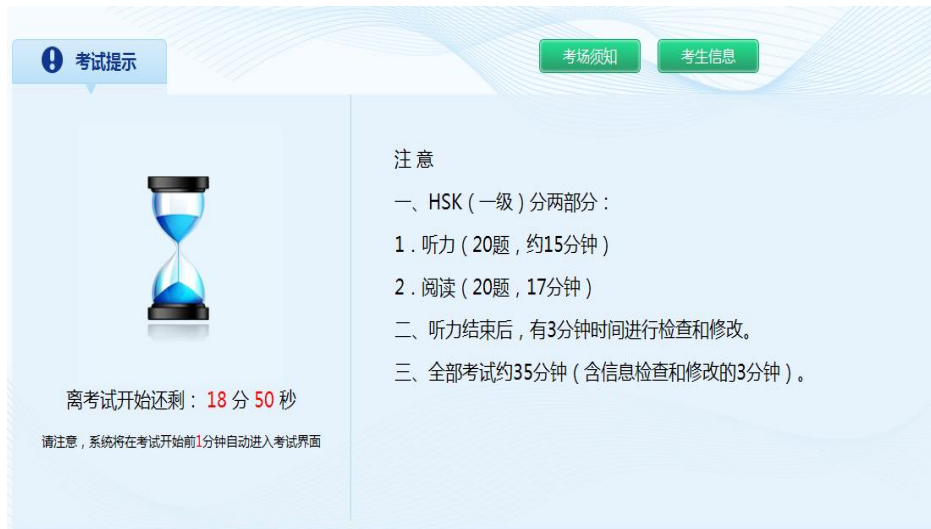 考试提示
考场须知
考生信息
注 意
一、HSK（一级）分两部分：
1．听力（20题，约15分钟）
2．阅读（20题，17分钟）
二、听力结束后，有3分钟时间进行检查和修改。
三、全部考试约35分钟（含信息检查和修改的3分钟）。
离考试开始还剩：18 分 50 秒
请注意，系统将在考试开始前1分钟自动进入考试界面